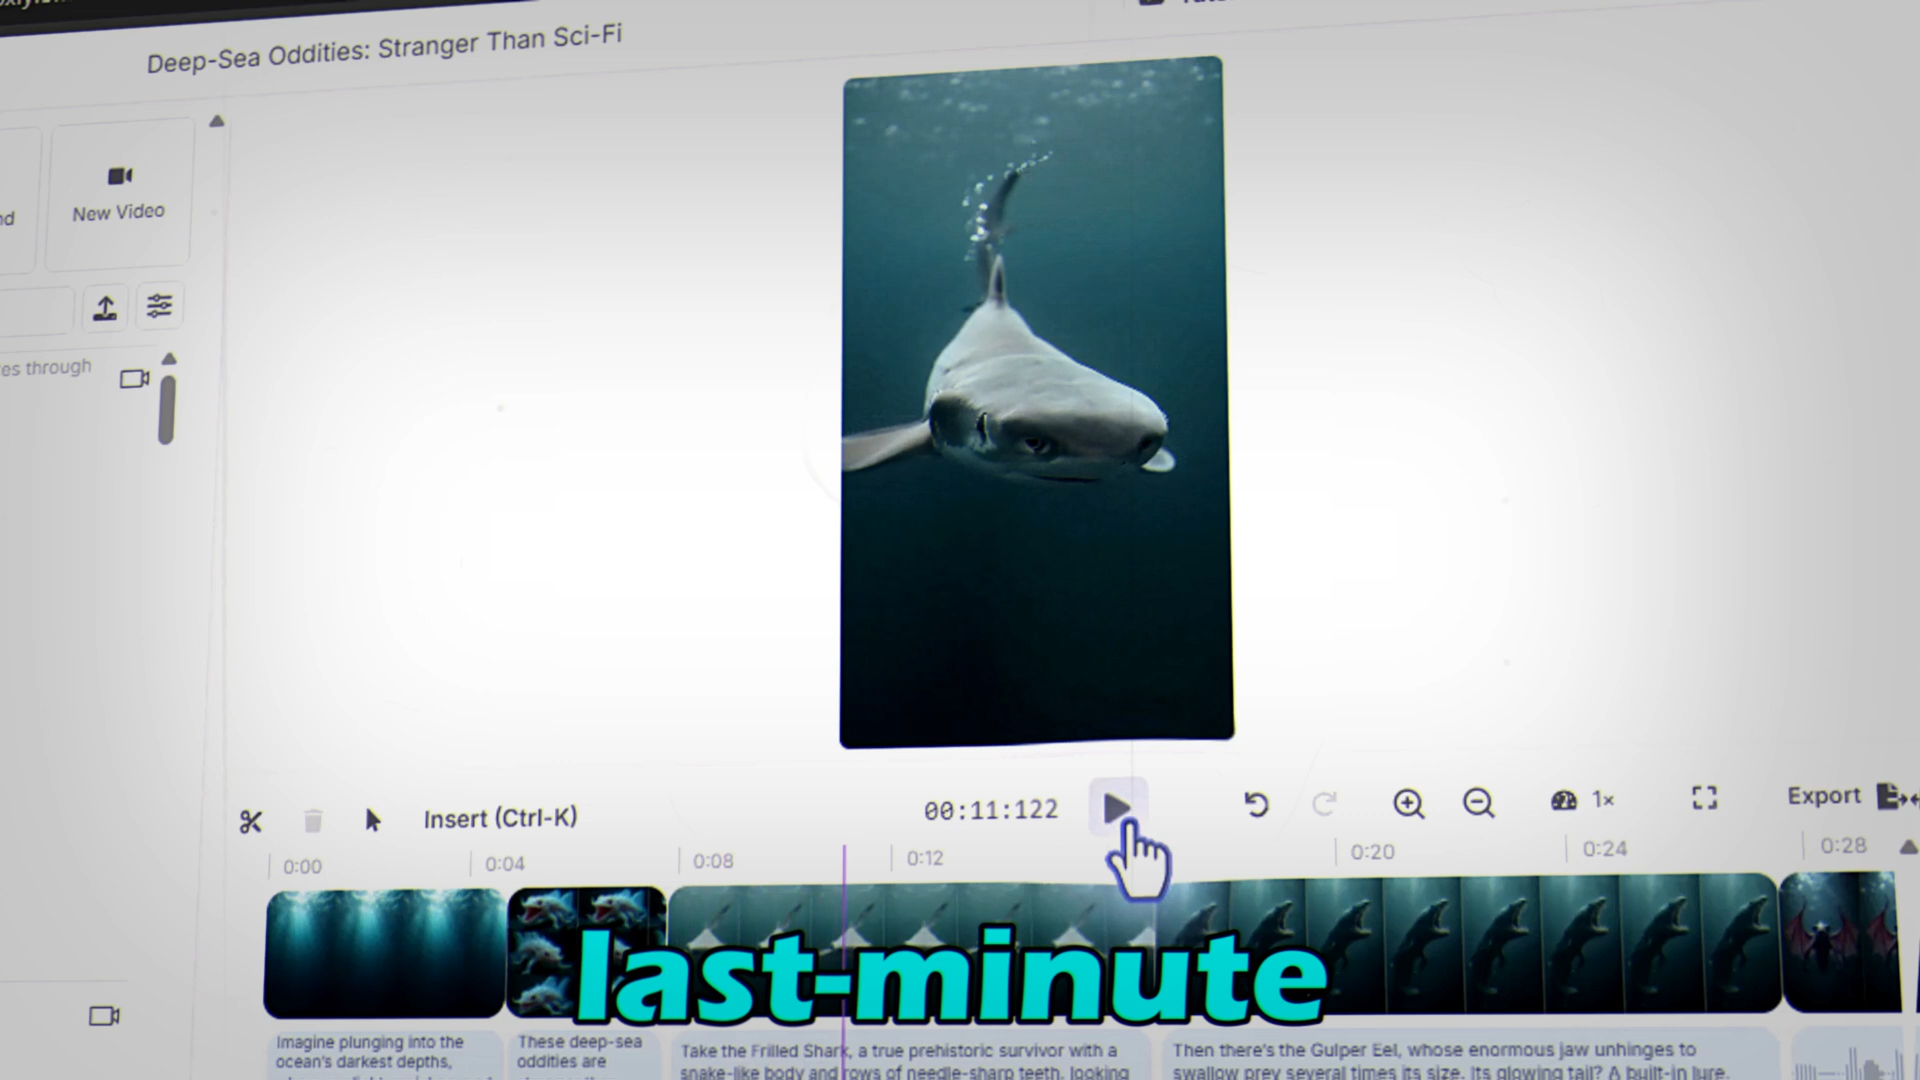 Deep-Sea Oddities: Stranger Than Sci-Fi
New Video
es through
Insert (Ctrl-K)
00:11:122
1×
Export
0:00
0:04
0:08
0:12
0:20
0:24
0:28
last-minute
Imagine plunging into the
ocean's darkest depths,
These deep-sea
oddities are
Take the Frilled Shark, a true prehistoric survivor with a
snake-like body and rows of needle-sharp teeth, looking
Then there's the Gulper Eel, whose enormous jaw unhinges to
swallow prey several times its size. Its glowing tail? A built-in lure.